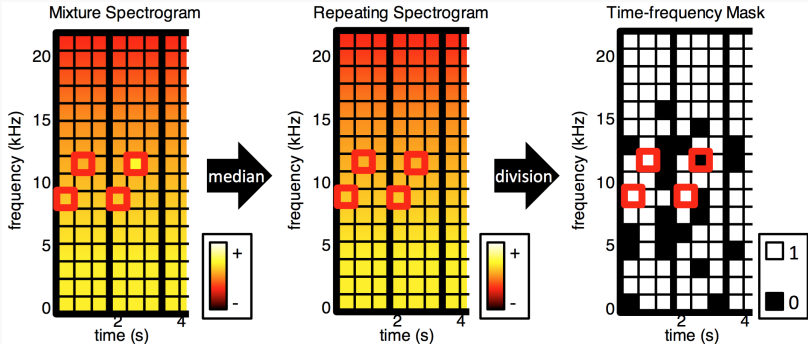 Mixture Spectrogram
Repeating Spectrogram
Time-frequency Mask
frequency (kHz)
20
15
10
5
0
2
4
time (s)
+
-
median
frequency (kHz)
20
15
10
5
0
2
4
time (s)
+
-
division
frequency (kHz)
20
15
10
5
0
2
4
time (s)
1
0